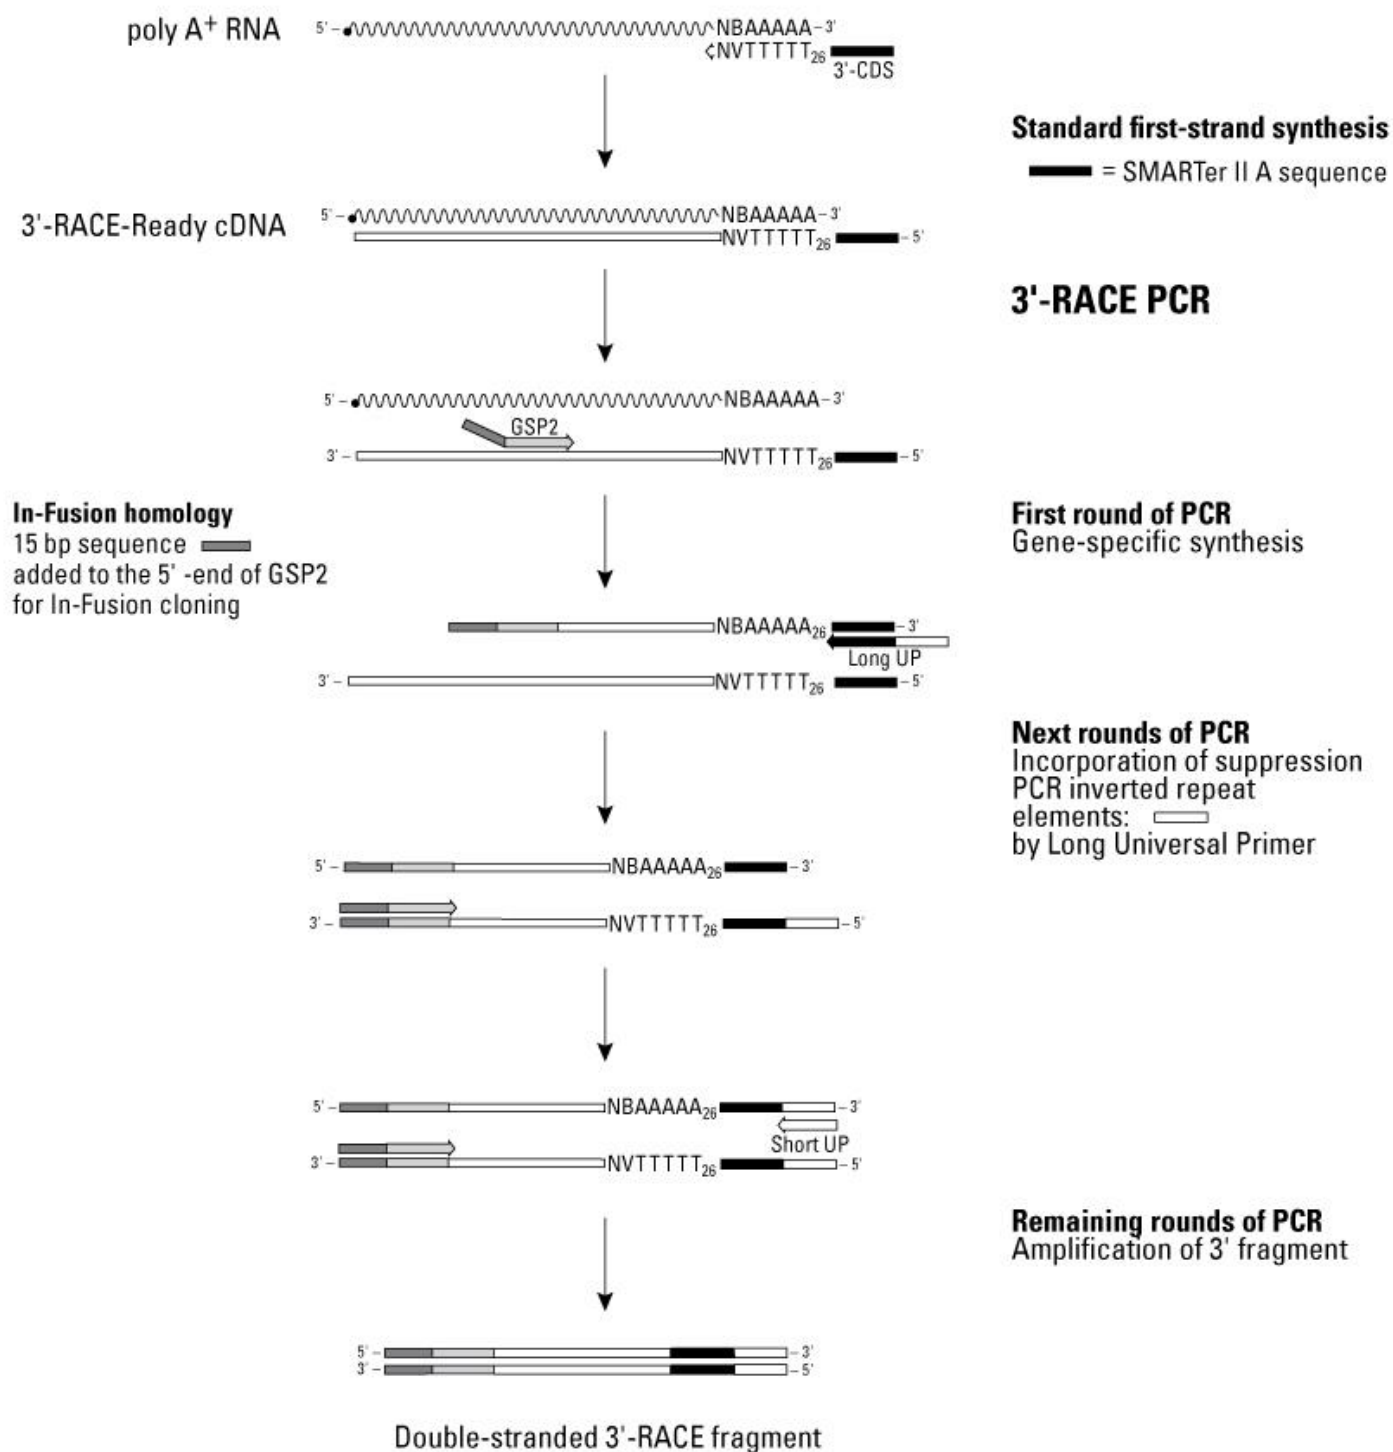 poly A+ RNA
5' – NBAAAAA – 3'
NVTTTTT26
3'-CDS
Standard first-strand synthesis
= SMARTer II A sequence
3'-RACE-Ready cDNA
5' – NBAAAAA – 3'
NVTTTTT26 – 5'
3'-RACE PCR
5' – NBAAAAA – 3'
GSP2
3' – NVTTTTT26 – 5'
In-Fusion homology
15 bp sequence
added to the 5' -end of GSP2
for In-Fusion cloning
First round of PCR
Gene-specific synthesis
NBAAAAA26 – 3'
Long UP
3' – NVTTTTT26 – 5'
Next rounds of PCR
Incorporation of suppression
PCR inverted repeat
elements:
by Long Universal Primer
5' – NBAAAAA26 – 3'
3' – NVTTTTT26 – 5'
5' – NBAAAAA26 – 3'
Short UP
3' – NVTTTTT26 – 5'
Remaining rounds of PCR
Amplification of 3' fragment
5' – – 3'
3' – – 5'
Double-stranded 3'-RACE fragment